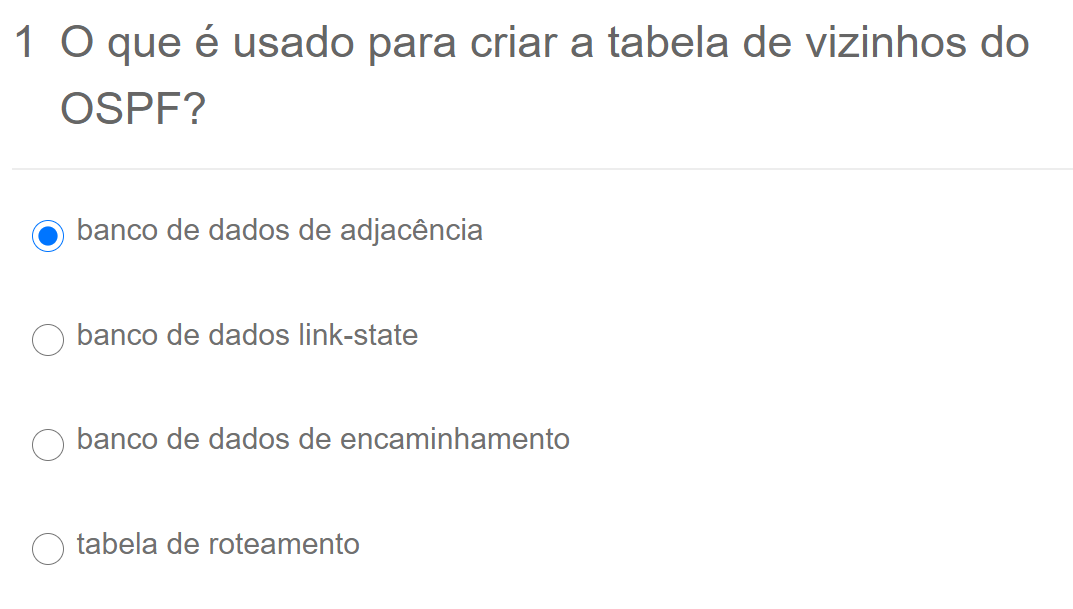 1 O que é usado para criar a tabela de vizinhos do
OSPF?
banco de dados de adjacência
banco de dados link-state
banco de dados de encaminhamento
tabela de roteamento